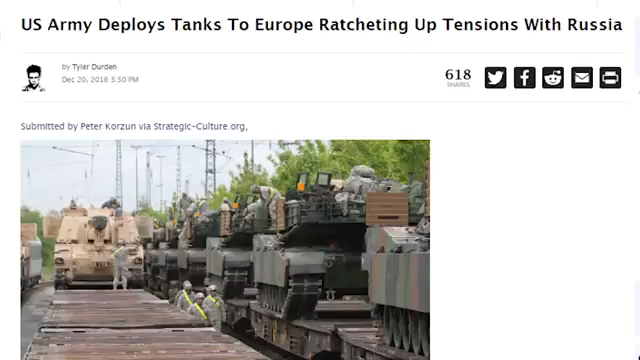 US Army Deploys Tanks To Europe Ratcheting Up Tensions With Russia
by Tyler Durden
Dec 20, 2016 3:50 PM
618
SHARES
Submitted by Peter Korzun via Strategic-Culture.org,